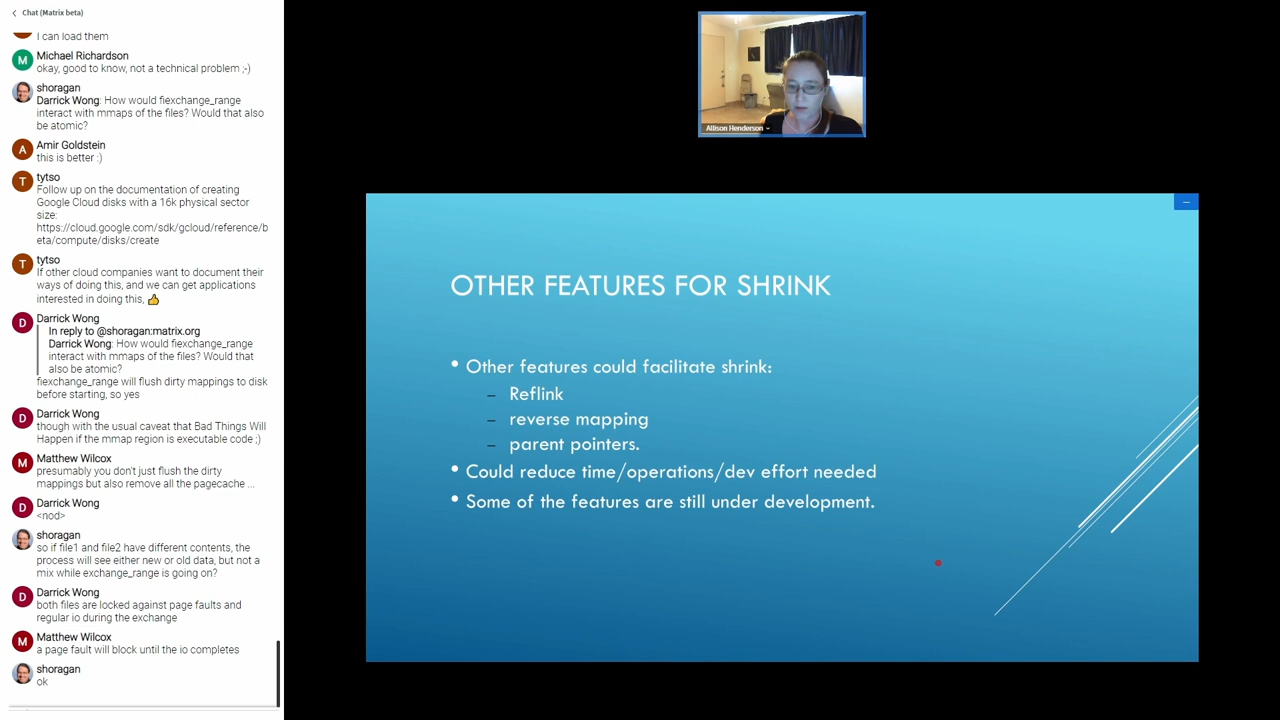 Chat (Matrix beta)
I can load them
M
Michael Richardson
okay, good to know, not a technical problem ;-)
shoragan
Darrick Wong: How would fiexchange_range
interact with mmaps of the files? Would that also
be atomic?
A
Amir Goldstein
this is better :)
T
tytso
Follow up on the documentation of creating
Google Cloud disks with a 16k physical sector
size:
https://cloud.google.com/sdk/gcloud/reference/b
eta/compute/disks/create
T
tytso
If other cloud companies want to document their
ways of doing this, and we can get applications
interested in doing this, 👍
D
Darrick Wong
In reply to @shoragan:matrix.org
Darrick Wong: How would fiexchange_range
interact with mmaps of the files? Would that
also be atomic?
fiexchange_range will flush dirty mappings to disk
before starting, so yes
D
Darrick Wong
though with the usual caveat that Bad Things Will
Happen if the mmap region is executable code ;)
M
Matthew Wilcox
presumably you don't just flush the dirty
mappings but also remove all the pagecache ...
D
Darrick Wong
<nod>
shoragan
so if file1 and file2 have different contents, the
process will see either new or old data, but not a
mix while exchange_range is going on?
D
Darrick Wong
both files are locked against page faults and
regular io during the exchange
M
Matthew Wilcox
a page fault will block until the io completes
shoragan
ok
Allison Henderson
OTHER FEATURES FOR SHRINK
• Other features could facilitate shrink:
– Reflink
– reverse mapping
– parent pointers.
• Could reduce time/operations/dev effort needed
• Some of the features are still under development.